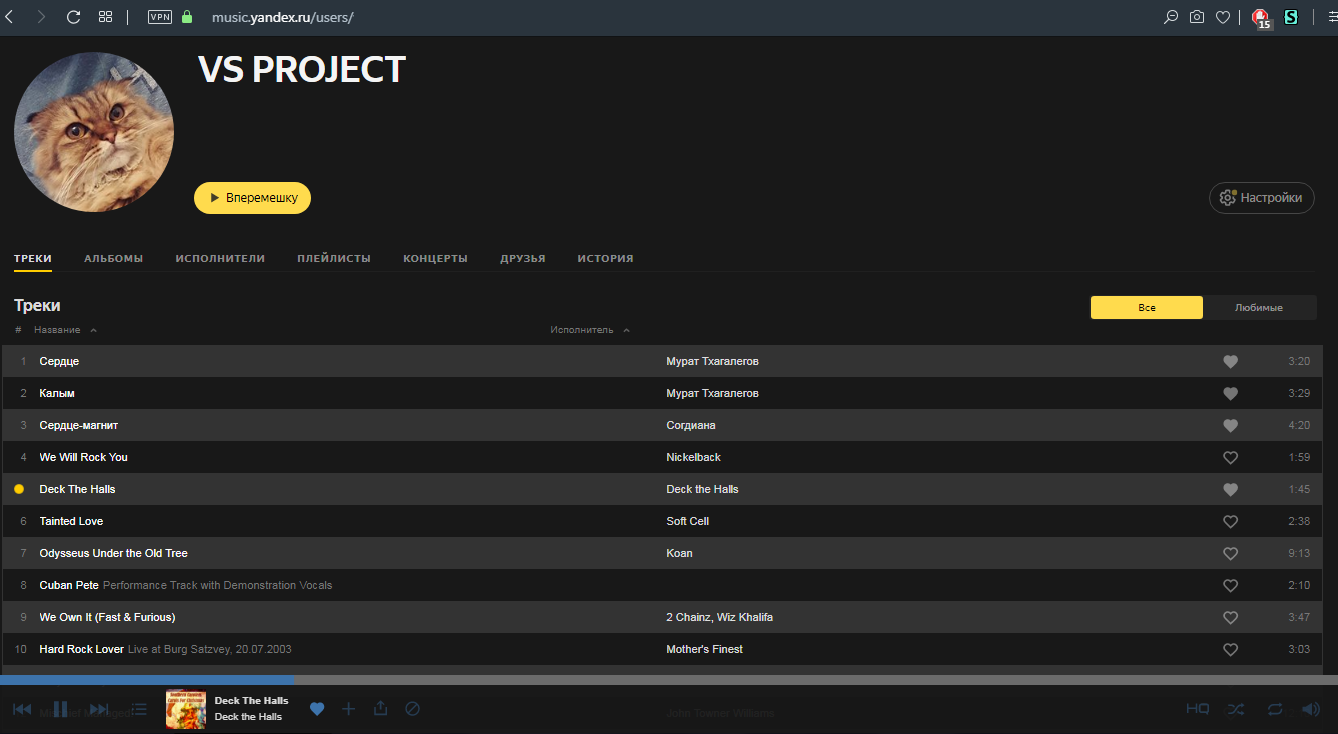 VPN music.yandex.ru/users/ 15 S
VS PROJECT
Вперемешку
Настройки
ТРЕКИ АЛЬБОМЫ ИСПОЛНИТЕЛИ ПЛЕЙЛИСТЫ КОНЦЕРТЫ ДРУЗЬЯ ИСТОРИЯ
Треки Все Любимые
# Название Исполнитель
1 Сердце Мурат Тхагалегов 3:20
2 Калым Мурат Тхагалегов 3:29
3 Сердце-магнит Согдиана 4:20
4 We Will Rock You Nickelback 1:59
Deck The Halls Deck the Halls 1:45
6 Tainted Love Soft Cell 2:38
7 Odysseus Under the Old Tree Koan 9:13
8 Cuban Pete Performance Track with Demonstration Vocals 2:10
9 We Own It (Fast & Furious) 2 Chainz, Wiz Khalifa 3:47
10 Hard Rock Lover Live at Burg Satzvey, 20.07.2003 Mother's Finest 3:03
Deck The Halls
Deck the Halls
John Towner Williams HQ